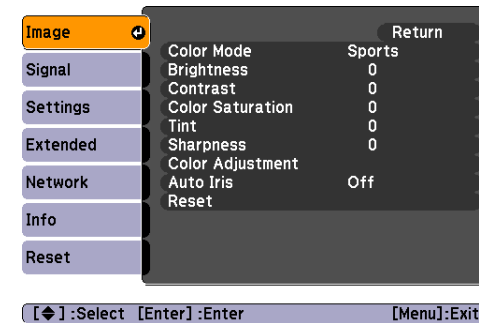 Image
Signal
Settings
Extended
Network
Info
Reset
Return
Color Mode Sports
Brightness 0
Contrast 0
Color Saturation 0
Tint 0
Sharpness 0
Color Adjustment
Auto Iris Off
Reset
[◆] :Select [Enter] :Enter [Menu]:Exit